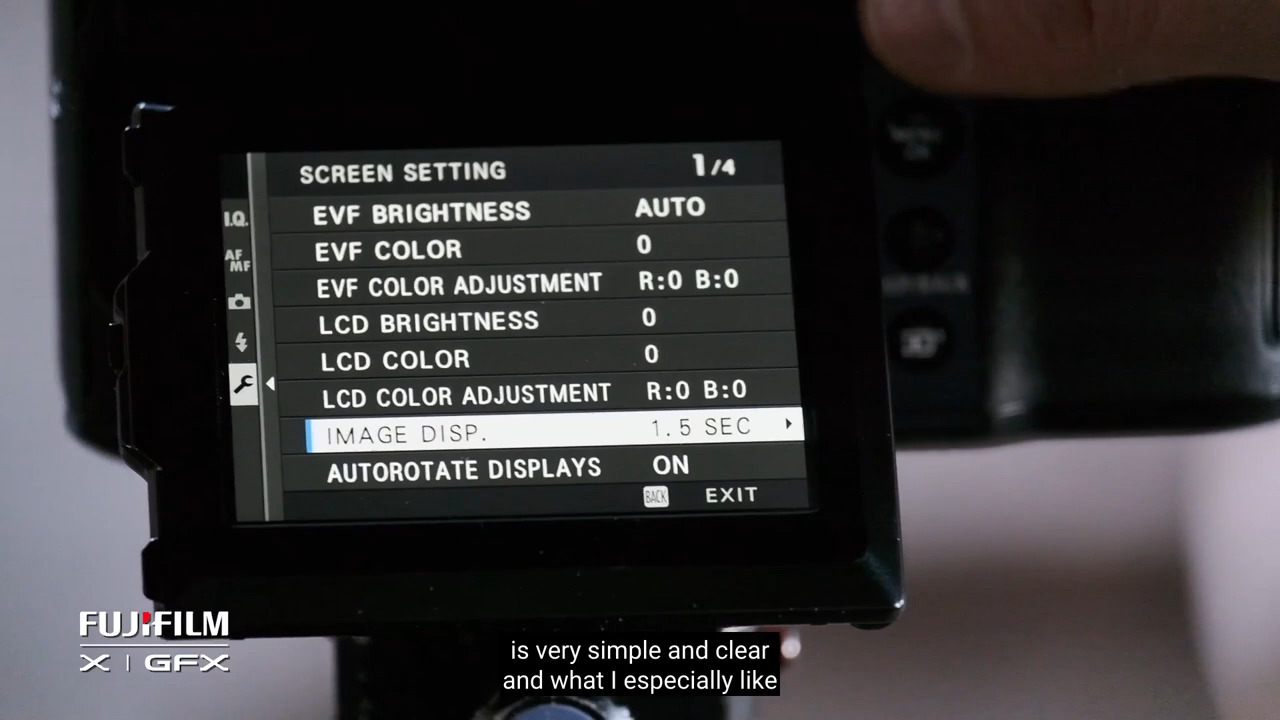 SCREEN SETTING 1/4
I.Q.
EVF BRIGHTNESS AUTO
EVF COLOR 0
AF
MF
EVF COLOR ADJUSTMENT R:0 B:0
LCD BRIGHTNESS 0
LCD COLOR 0
LCD COLOR ADJUSTMENT R:0 B:0
IMAGE DISP. 1.5 SEC
AUTOROTATE DISPLAYS ON
BACK EXIT
FUJIFILM
X | GFX
is very simple and clear
and what I especially like